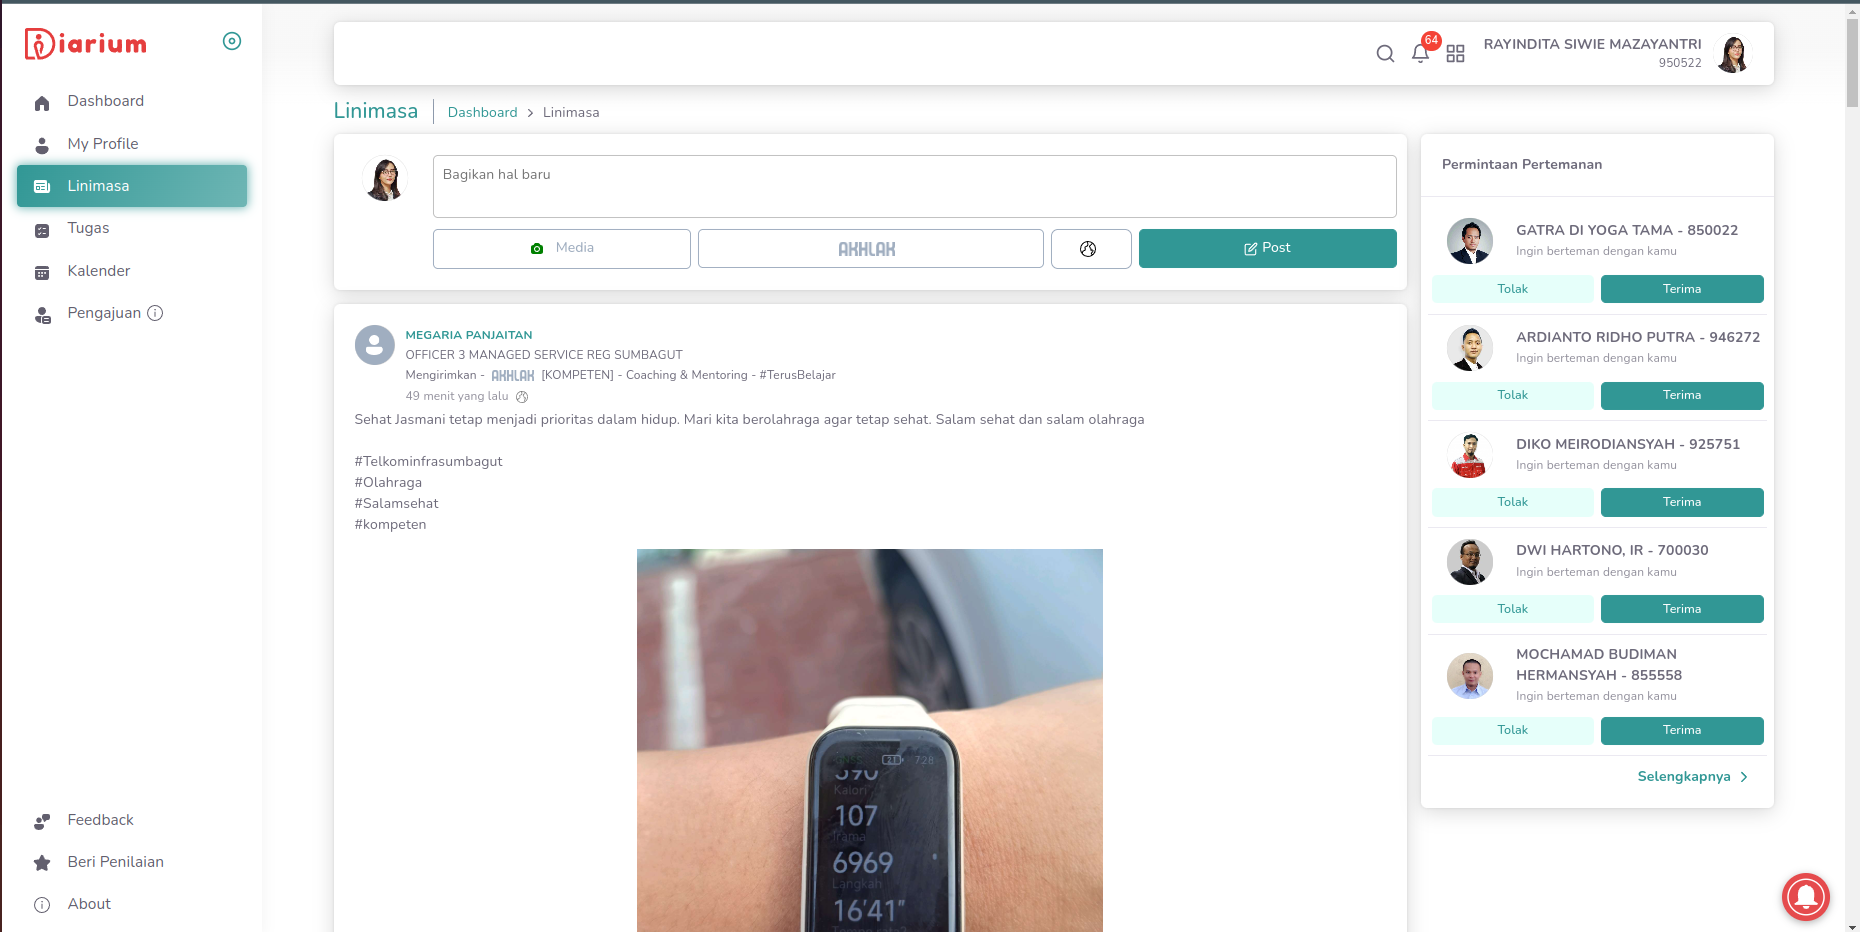 Diarium
Dashboard
My Profile
Linimasa
Tugas
Kalender
Pengajuan
Feedback
Beri Penilaian
About
64
RAYINDITA SIWIE MAZAYANTRI
950522
Linimasa
Dashboard > Linimasa
Bagikan hal baru
Media
AKHLAK
Post
MEGARIA PANJAITAN
OFFICER 3 MANAGED SERVICE REG SUMBAGUT
Mengirimkan - AKHLAK [KOMPETEN] - Coaching & Mentoring - #TerusBelajar
49 menit yang lalu
Sehat Jasmani tetap menjadi prioritas dalam hidup. Mari kita berolahraga agar tetap sehat. Salam sehat dan salam olahraga
#Telkominfrasumbagut
#Olahraga
#Salamsehat
#kompeten
7:28
390
Kalori
107
Irama
6969
Langkah
16'41"
Permintaan Pertemanan
GATRA DI YOGA TAMA - 850022
Ingin berteman dengan kamu
Tolak
Terima
ARDIANTO RIDHO PUTRA - 946272
Ingin berteman dengan kamu
Tolak
Terima
DIKO MEIRODIANSYAH - 925751
Ingin berteman dengan kamu
Tolak
Terima
DWI HARTONO, IR - 700030
Ingin berteman dengan kamu
Tolak
Terima
MOCHAMAD BUDIMAN
HERMANSYAH - 855558
Ingin berteman dengan kamu
Tolak
Terima
Selengkapnya >